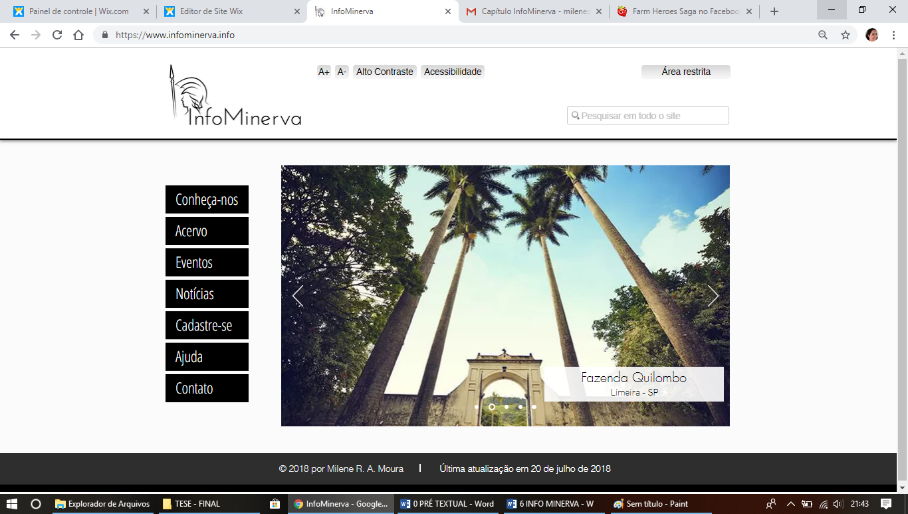 Painel de controle | Wix.com
Editor de Site Wix
InfoMinerva
Capítulo InfoMinerva - milenes
Farm Heroes Saga no Faceboo
https://www.infominerva.info
InfoMinerva
A+ A- Alto Contraste Acessibilidade
Área restrita
Pesquisar em todo o site
Conheça-nos
Acervo
Eventos
Notícias
Cadastre-se
Ajuda
Contato
Fazenda Quilombo
Limeira - SP
© 2018 por Milene R. A. Moura | Última atualização em 20 de julho de 2018
Explorador de Arquivos
TESE - FINAL
InfoMinerva - Google...
0 PRÉ TEXTUAL - Word
6 INFO MINERVA - W
Sem título - Paint
21:43